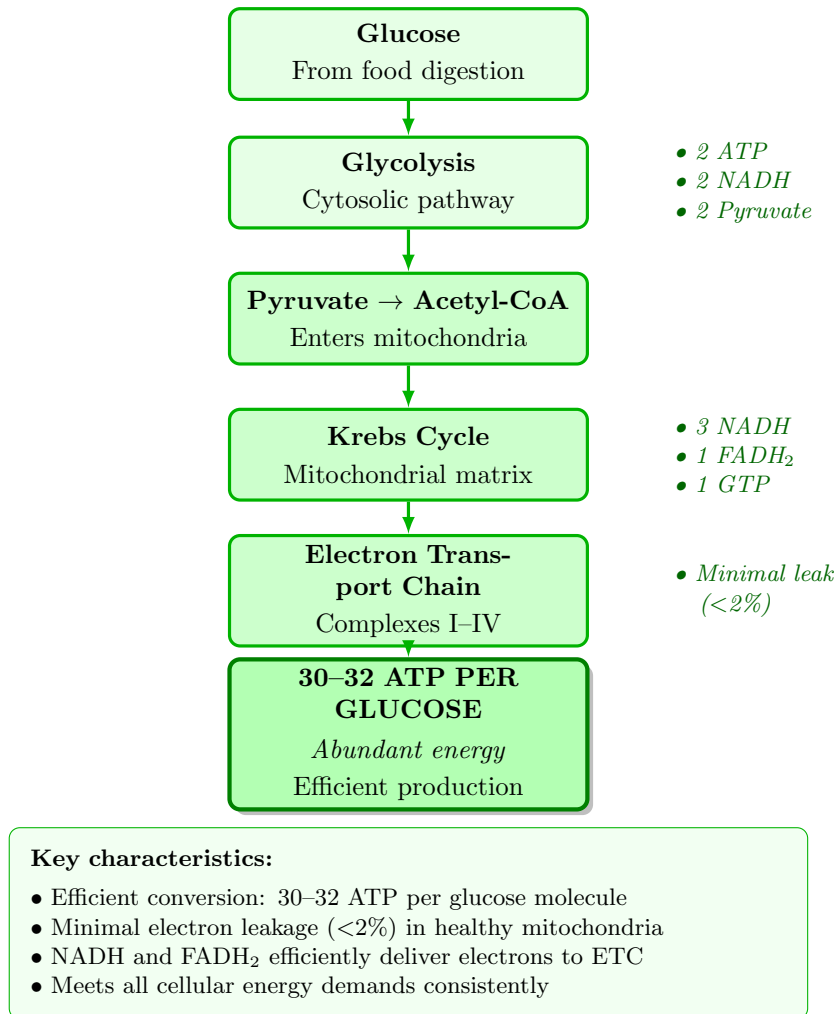 Glucose
From food digestion
Glycolysis
Cytosolic pathway
• 2 ATP
• 2 NADH
• 2 Pyruvate
Pyruvate → Acetyl-CoA
Enters mitochondria
Krebs Cycle
Mitochondrial matrix
• 3 NADH
• 1 FADH₂
• 1 GTP
Electron Trans-
port Chain
Complexes I–IV
• Minimal leak
(<2%)
30–32 ATP PER
GLUCOSE
Abundant energy
Efficient production
Key characteristics:
• Efficient conversion: 30–32 ATP per glucose molecule
• Minimal electron leakage (<2%) in healthy mitochondria
• NADH and FADH₂ efficiently deliver electrons to ETC
• Meets all cellular energy demands consistently